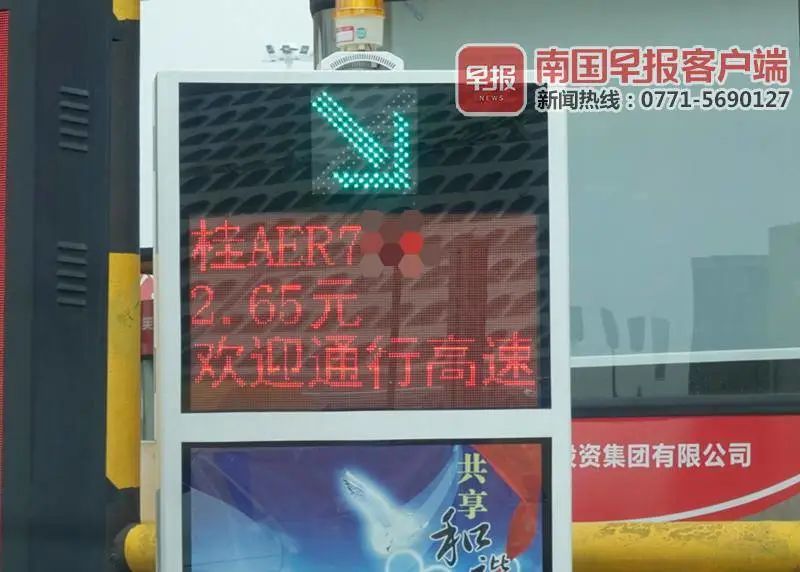 早报
NEWS
南国早报客户端
新闻热线：0771-5690127
桂AER7
2.65元
欢迎通行高速
资集团有限公司
共享
和谐